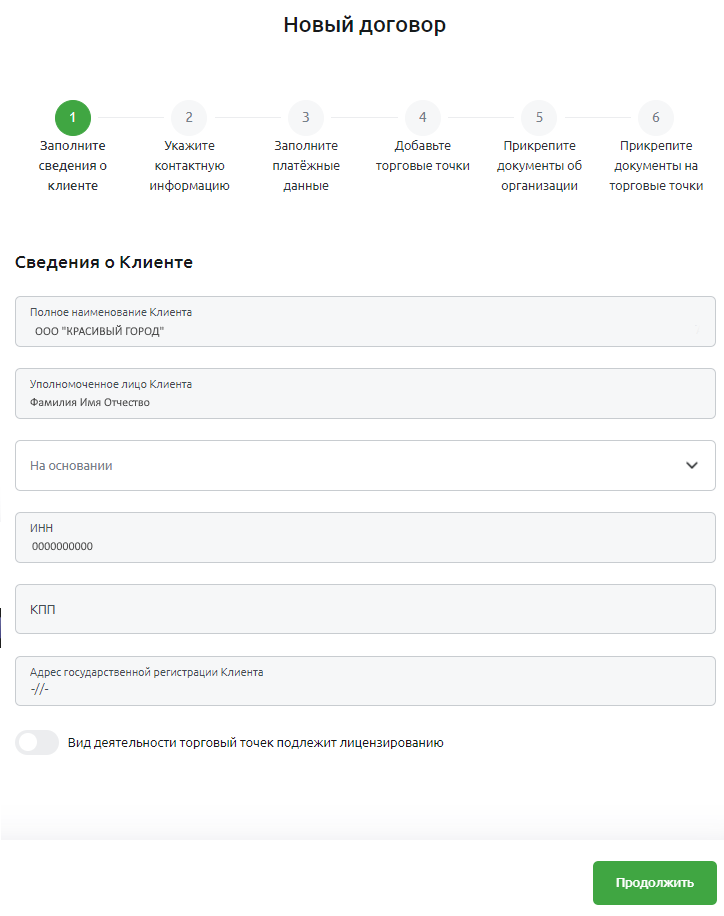 Новый договор
1
2
3
4
5
6
Заполните
сведения о
клиенте
Укажите
контактную
информацию
Заполните
платёжные
данные
Добавьте
торговые точки
Прикрепите
документы об
организации
Прикрепите
документы на
торговые точки
Сведения о Клиенте
Полное наименование Клиента
ООО "КРАСИВЫЙ ГОРОД"
Уполномоченное лицо Клиента
Фамилия Имя Отчество
На основании
ИНН
0000000000
КПП
Адрес государственной регистрации Клиента
-//-
Вид деятельности торговый точек подлежит лицензированию
Продолжить